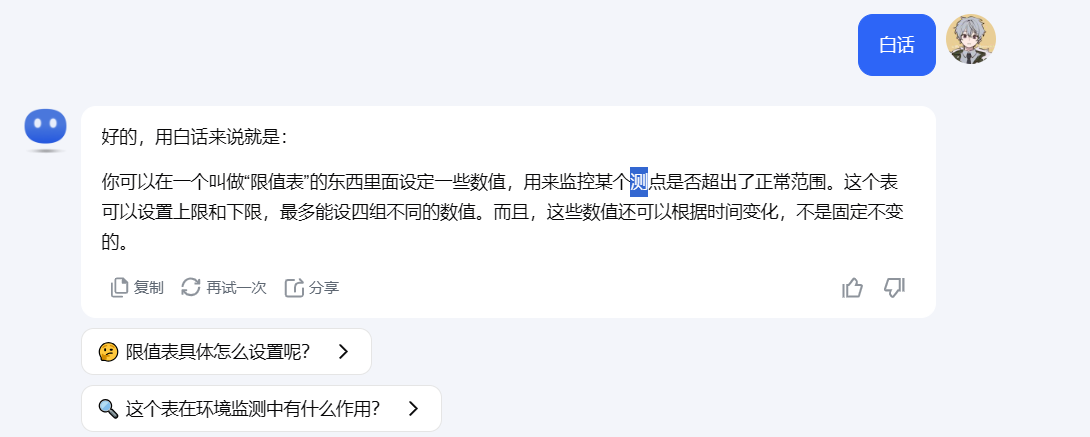 白话
好的，用白话来说就是：
你可以在一个叫做“限值表”的东西里面设定一些数值，用来监控某个测点是否超出了正常范围。这个表
可以设置上限和下限，最多能设四组不同的数值。而且，这些数值还可以根据时间变化，不是固定不变
的。
复制 再试一次 分享
限值表具体怎么设置呢？
这个表在环境监测中有什么作用？